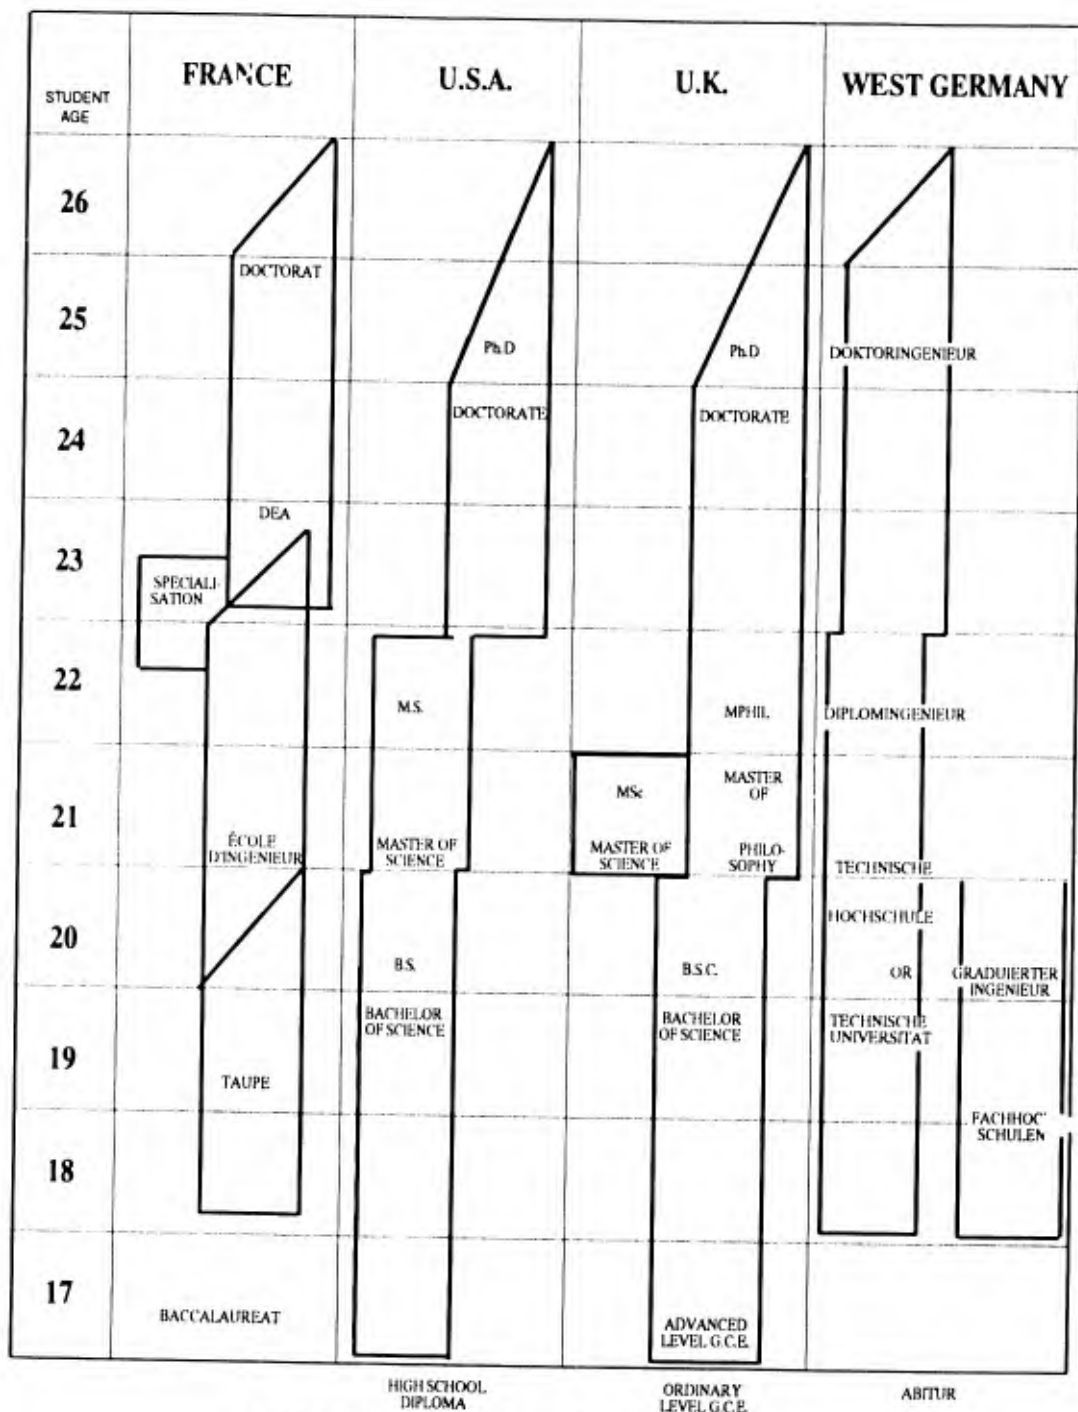 STUDENT
AGE
FRANCE
U.S.A.
U.K.
WEST GERMANY
26
DOCTORAT
25
Ph.D
Ph.D
DOKTORINGENIEUR
DOCTORATE
DOCTORATE
24
DEA
23
SPECIALI-
SATION
22
M.S.
MPHIL.
DIPLOMINGENIEUR
MSc
MASTER
OF
21
ÉCOLE
D'INGENIEUR
MASTER OF
SCIENCE
MASTER OF
SCIENCE
PHILO-
SOPHY
TECHNISCHE
HOCHSCHULE
20
B.S.
B.S.C.
OR
GRADUIERTER
INGENIEUR
BACHELOR
OF SCIENCE
BACHELOR
OF SCIENCE
TECHNISCHE
UNIVERSITAT
19
TAUPE
FACHHOC
SCHULEN
18
17
BACCALAUREAT
ADVANCED
LEVEL G.C.E.
HIGH SCHOOL
DIPLOMA
ORDINARY
LEVEL G.C.E.
ABITUR